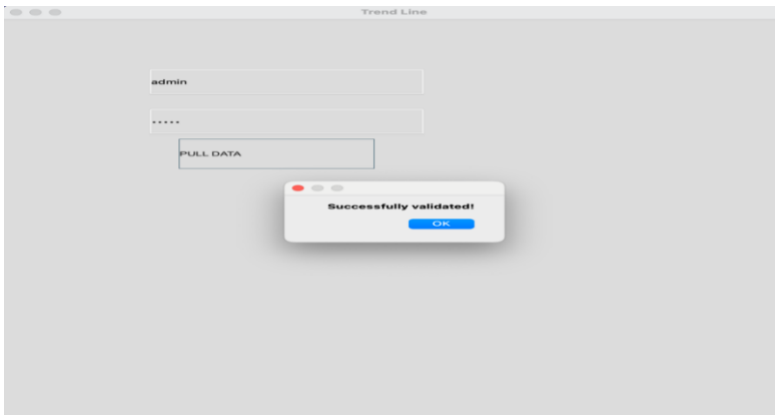 Trend Line
admin
•••••
PULL DATA
Successfully validated!
OK